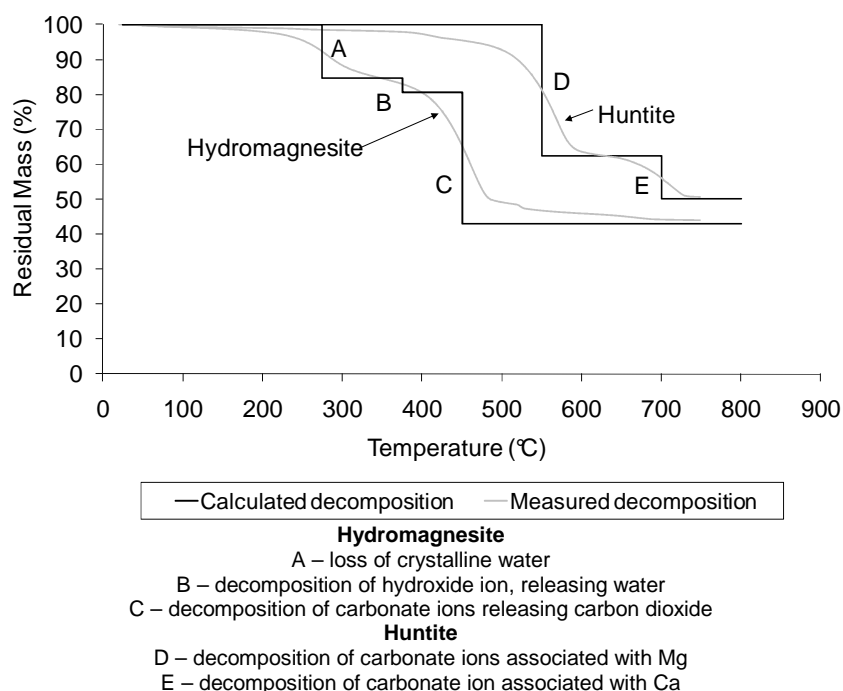 100
90
80
70
60
50
40
30
20
10
0
Residual Mass (%)
A
B
C
D
E
Hydromagnesite
Huntite
0 100 200 300 400 500 600 700 800 900
Temperature (℃)
Calculated decomposition Measured decomposition
Hydromagnesite
A – loss of crystalline water
B – decomposition of hydroxide ion, releasing water
C – decomposition of carbonate ions releasing carbon dioxide
Huntite
D – decomposition of carbonate ions associated with Mg
E – decomposition of carbonate ion associated with Ca